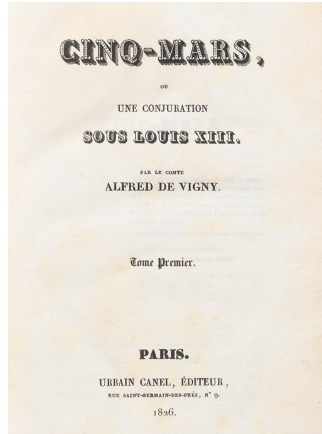 CINQ-MARS,
OU
UNE CONJURATION
SOUS LOUIS XIII.
PAR LE COMTE
ALFRED DE VIGNY.
Tome Premier.
PARIS.
URBAIN CANEL, ÉDITEUR,
RUE SAINT-GERMAIN-DES-PRÉS, N° 9.
1826.